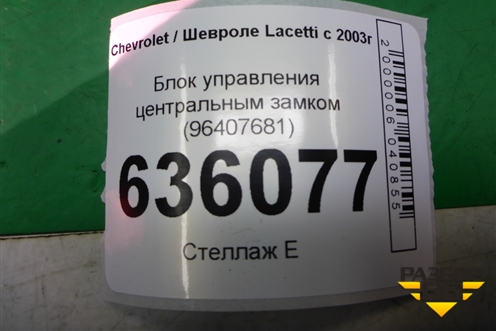 Chevrolet / Шевроле Lacetti с 2003г
Блок управления
центральным замком
(96407681)
636077
Стеллаж Е
2000006040855